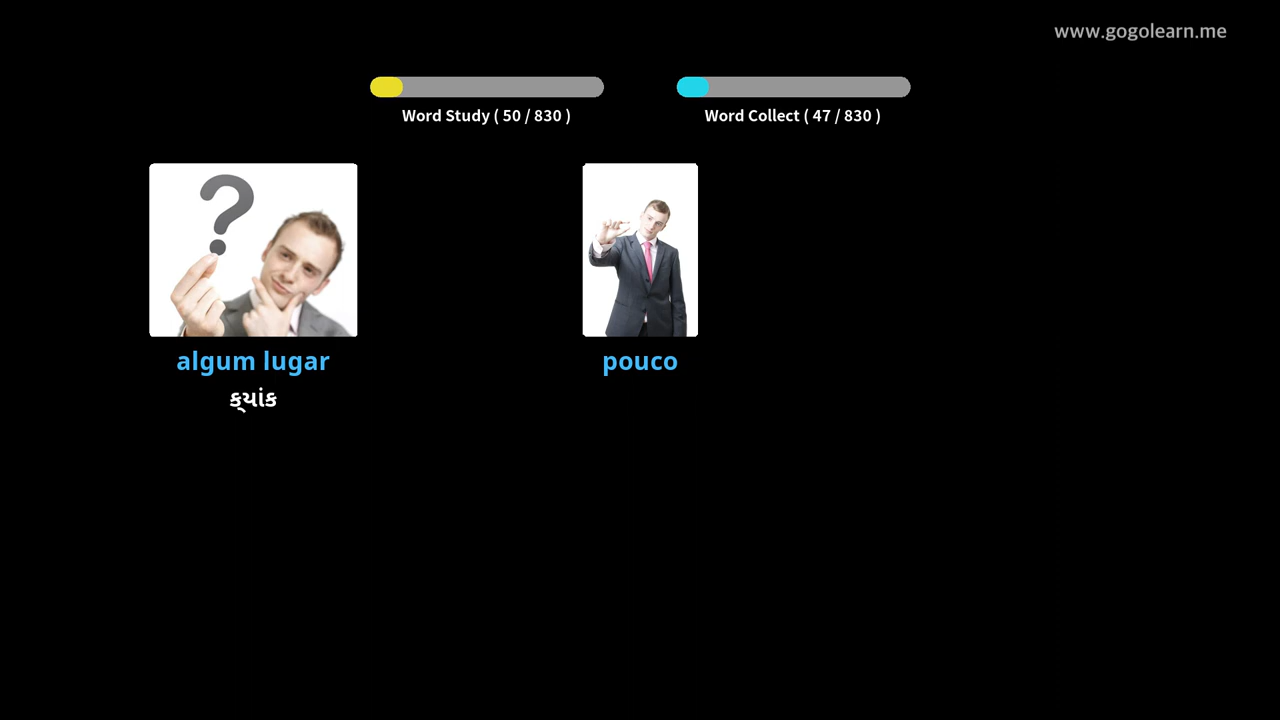 www.gogolearn.me
Word Study ( 50 / 830 )
Word Collect ( 47 / 830 )
?
algum lugar
ક્યાંક
pouco